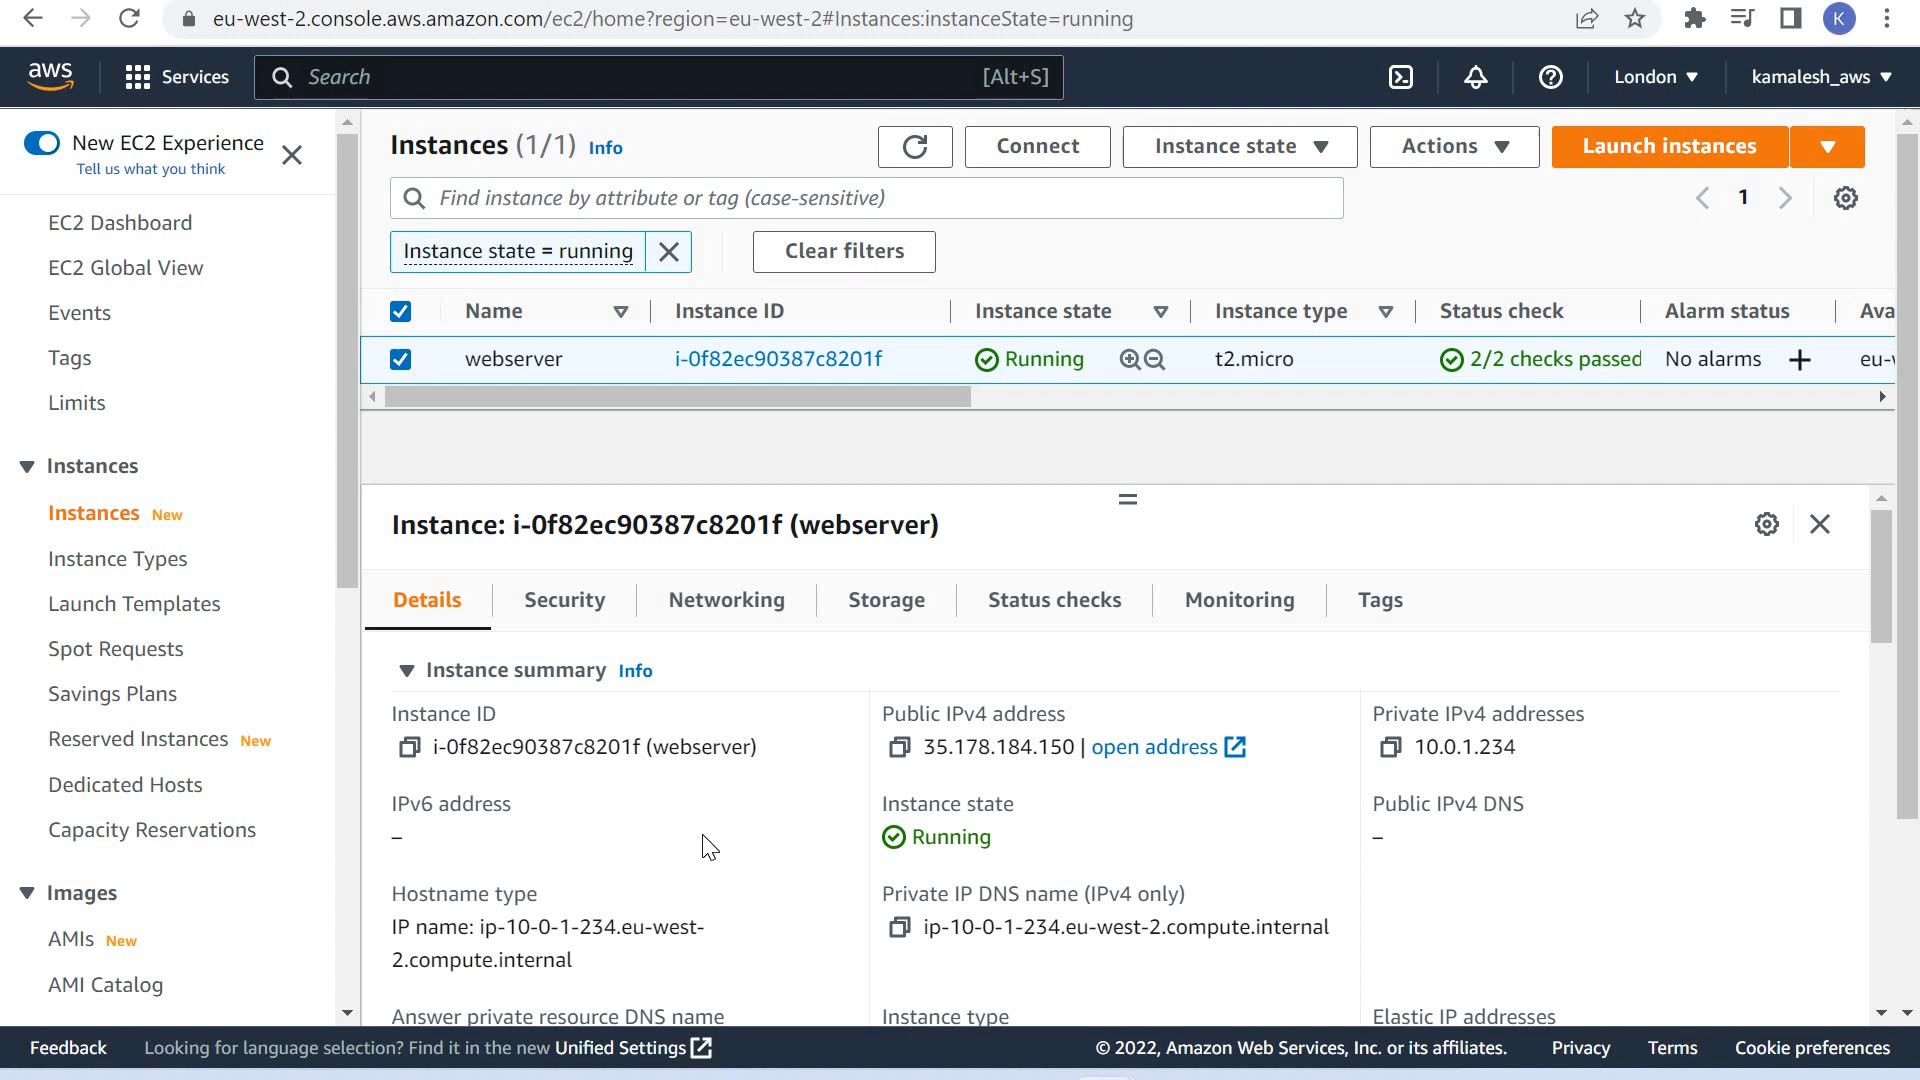 eu-west-2.console.aws.amazon.com/ec2/home?region=eu-west-2#Instances:instanceState=running
K
aws
Services
Search
[Alt+S]
London
kamalesh_aws
New EC2 Experience
Tell us what you think
EC2 Dashboard
EC2 Global View
Events
Tags
Limits
Instances
Instances New
Instance Types
Launch Templates
Spot Requests
Savings Plans
Reserved Instances New
Dedicated Hosts
Capacity Reservations
Images
AMIs New
AMI Catalog
Instances (1/1) Info
Connect
Instance state
Actions
Launch instances
Find instance by attribute or tag (case-sensitive)
1
Instance state = running
Clear filters
Name Instance ID Instance state Instance type Status check Alarm status Ava
webserver i-0f82ec90387c8201f Running t2.micro 2/2 checks passed No alarms + eu-
Instance: i-0f82ec90387c8201f (webserver)
Details Security Networking Storage Status checks Monitoring Tags
Instance summary Info
Instance ID
i-0f82ec90387c8201f (webserver)
Public IPv4 address
35.178.184.150 | open address
Private IPv4 addresses
10.0.1.234
IPv6 address
–
Instance state
Running
Public IPv4 DNS
–
Hostname type
IP name: ip-10-0-1-234.eu-west-
2.compute.internal
Private IP DNS name (IPv4 only)
ip-10-0-1-234.eu-west-2.compute.internal
Answer private resource DNS name
Instance type
Elastic IP addresses
Feedback
Looking for language selection? Find it in the new Unified Settings
© 2022, Amazon Web Services, Inc. or its affiliates.
Privacy
Terms
Cookie preferences